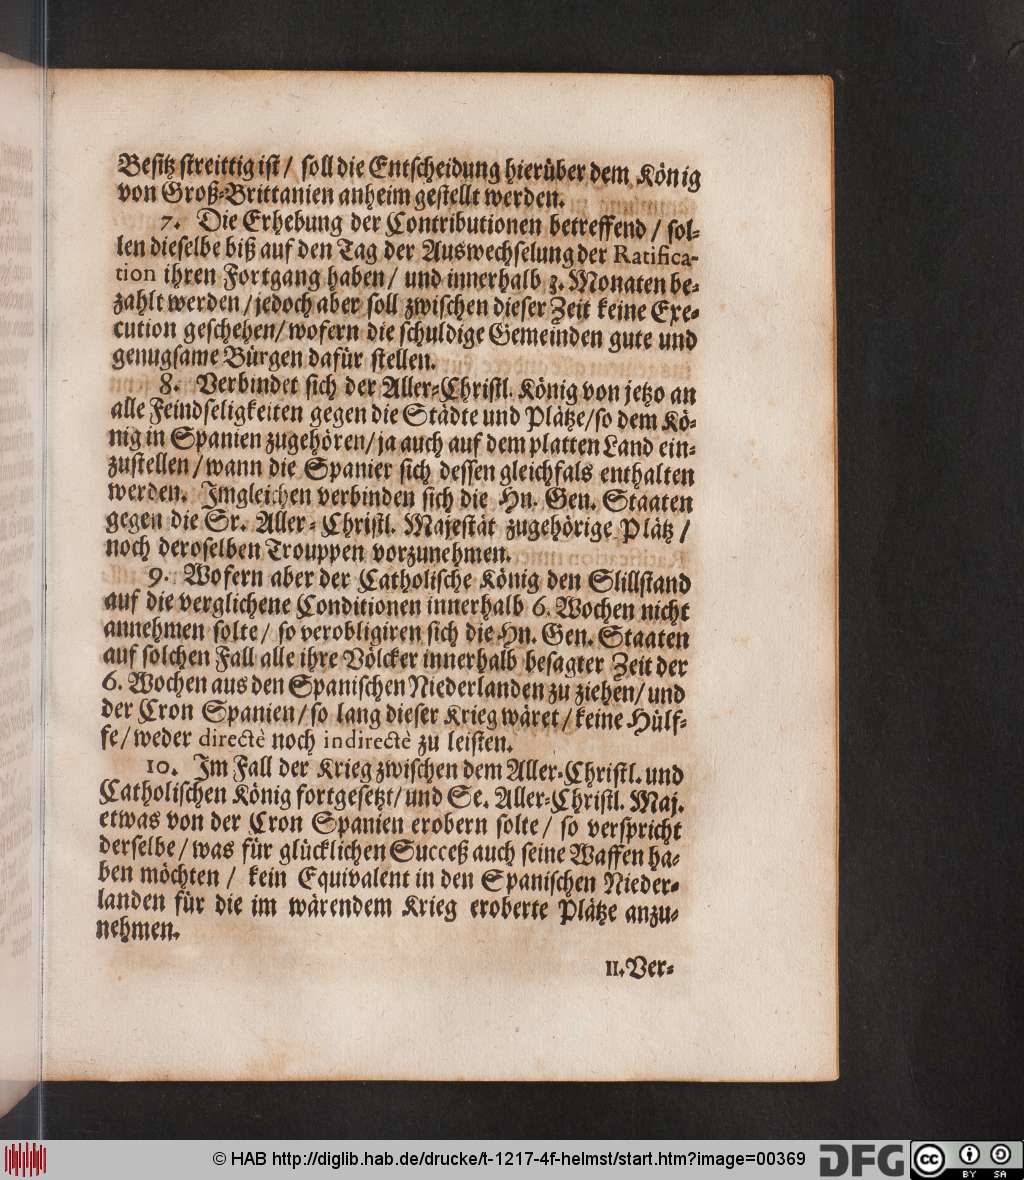 Besitz streittig ist / soll die Entscheidung hierüber dem König
von Groß-Brittanien anheim gestellt werden.
7. Die Erhebung der Contributionen betreffend / sol-
len dieselbe biß auf den Tag der Auswechselung der Ratifica-
tion ihren Fortgang haben / und innerhalb 3. Monaten be-
zahlt werden / jedoch aber soll zwischen dieser Zeit keine Exe-
cution geschehen / wofern die schuldige Gemeinden gute und
genugsame Bürgen dafür stellen.
8. Verbindet sich der Aller-Christl. König von jetzo an
alle Feindseligkeiten gegen die Städte und Plätze / so dem Kö-
nig in Spanien zugehören / ja auch auf dem platten Land ein-
zustellen / wann die Spanier sich dessen gleichfals enthalten
werden. Imgleichen verbinden sich die Hn. Gen. Staaten
gegen die Sr. Aller-Christl. Majestät zugehörige Plätz /
noch deroselben Trouppen vorzunehmen.
9. Wofern aber der Catholische König den Slillstand
auf die verglichene Conditionen innerhalb 6. Wochen nicht
annehmen solte / so verobligiren sich die Hn. Gen. Staaten
auf solchen Fall alle ihre Völcker innerhalb besagter Zeit der
6. Wochen aus den Spanischen Niederlanden zu ziehen / und
der Cron Spanien / so lang dieser Krieg wäret / keine Hülf-
fe / weder directè noch indirectè zu leisten.
10. Im Fall der Krieg zwischen dem Aller-Christl. und
Catholischen König fortgesetzt / und Se. Aller-Christl. Maj.
etwas von der Cron Spanien erobern solte / so verspricht
derselbe / was für glücklichen Succeß auch seine Waffen ha-
ben möchten / kein Equivalent in den Spanischen Nieder-
landen für die im wärendem Krieg eroberte Plätze anzu-
nehmen.
11. Ver-
© HAB http://diglib.hab.de/drucke/t-1217-4f-helmst/start.htm?image=00369
DFG
cc BY SA